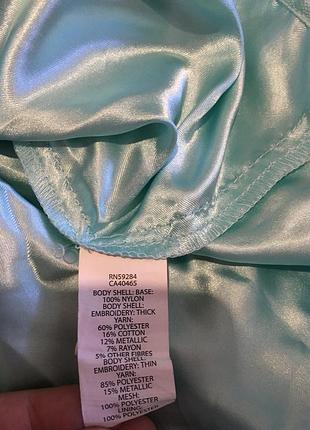 RN59284
CA40465
BODY SHELL: BASE:
100% NYLON
BODY SHELL:
EMBROIDERY: THICK
YARN:
60% POLYESTER
16% COTTON
12% METALLIC
7% RAYON
5% OTHER FIBRES
BODY SHELL:
EMBROIDERY: THIN
YARN:
85% POLYESTER
15% METALLIC
MESH:
100% POLYESTER
LINING:
100% POLYESTER